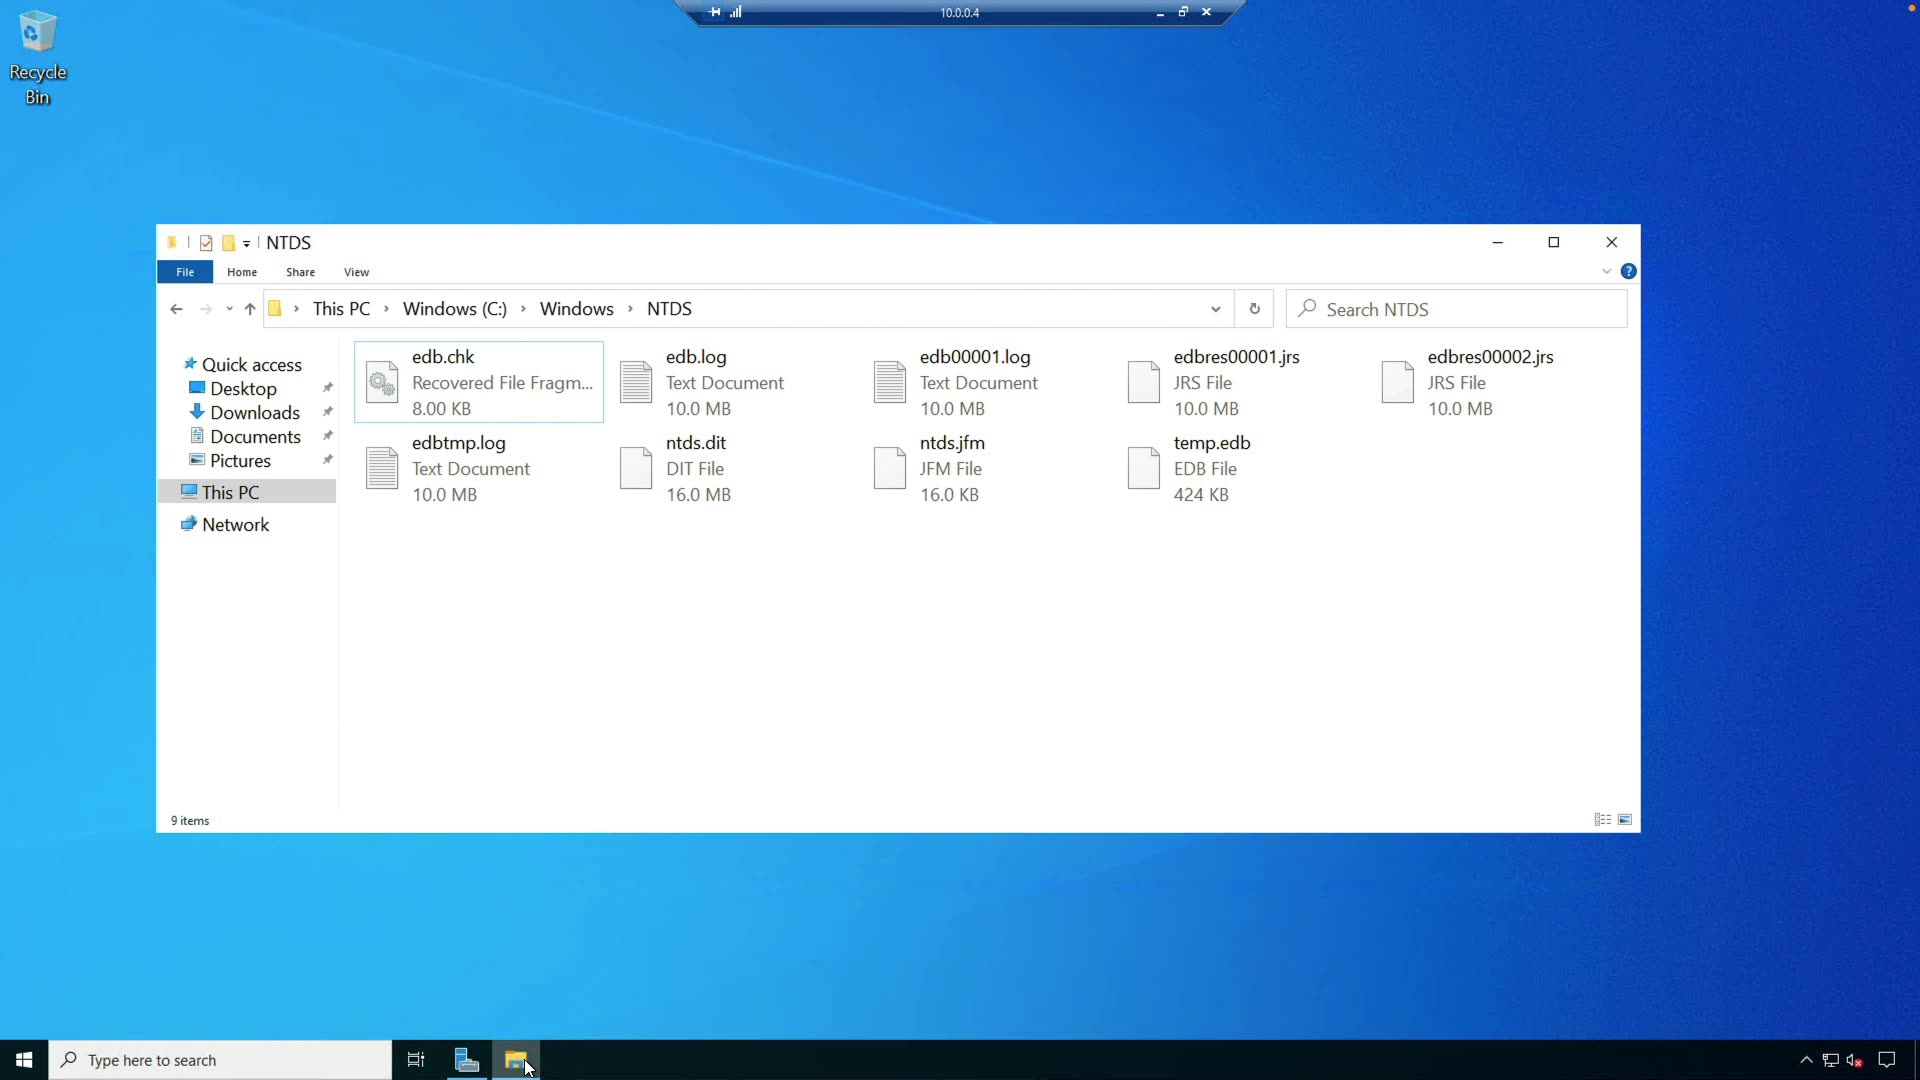 10.0.0.4
Recycle
Bin
NTDS
File Home Share View
This PC Windows (C:) Windows NTDS
Search NTDS
Quick access
Desktop
Downloads
Documents
Pictures
This PC
Network
edb.chk
Recovered File Fragm...
8.00 KB
edb.log
Text Document
10.0 MB
edb00001.log
Text Document
10.0 MB
edbres00001.jrs
JRS File
10.0 MB
edbres00002.jrs
JRS File
10.0 MB
edbtmp.log
Text Document
10.0 MB
ntds.dit
DIT File
16.0 MB
ntds.jfm
JFM File
16.0 KB
temp.edb
EDB File
424 KB
9 items
Type here to search